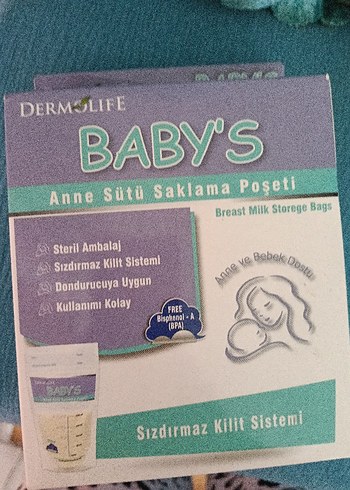 DERMOLIFE
BABY'S
Anne Sütü Saklama Poşeti
Breast Milk Storege Bags
Steril Ambalaj
Sızdırmaz Kilit Sistemi
Dondurucuya Uygun
Kullanımı Kolay
FREE
Bisphenol - A
(BPA)
Anne ve Bebek Dostu
BABY'S
Sızdırmaz Kilit Sistemi